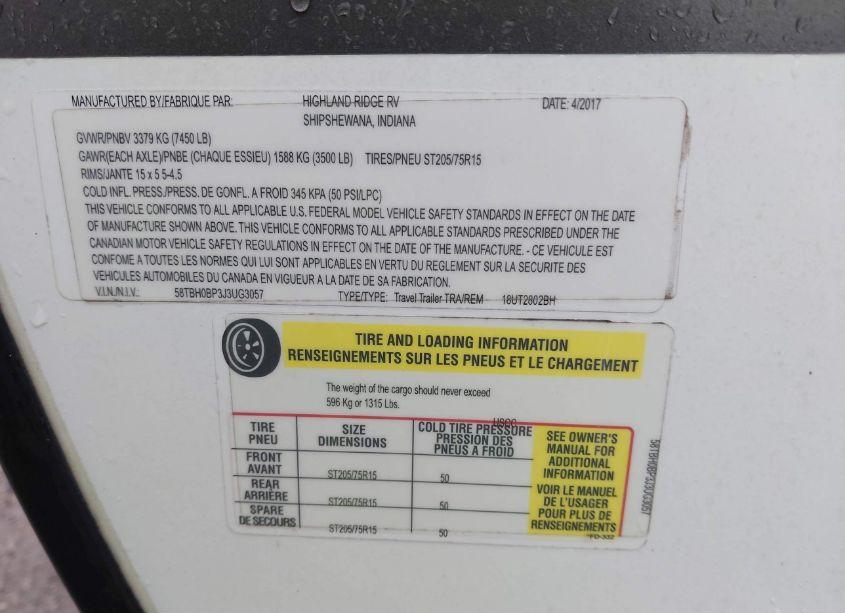 MANUFACTURED BY/FABRIQUE PAR: HIGHLAND RIDGE RV DATE: 4/2017
SHIPSHEWANA, INDIANA
GVWR/PNBV 3379 KG (7450 LB)
GAWR(EACH AXLE)/PNBE (CHAQUE ESSIEU) 1588 KG (3500 LB) TIRES/PNEU ST205/75R15
RIMS/JANTE 15 x 5 5-4.5
COLD INFL. PRESS./PRESS. DE GONFL. A FROID 345 KPA (50 PSI/LPC)
THIS VEHICLE CONFORMS TO ALL APPLICABLE U.S. FEDERAL MODEL VEHICLE SAFETY STANDARDS IN EFFECT ON THE DATE
OF MANUFACTURE SHOWN ABOVE. THIS VEHICLE CONFORMS TO ALL APPLICABLE STANDARDS PRESCRIBED UNDER THE
CANADIAN MOTOR VEHICLE SAFETY REGULATIONS IN EFFECT ON THE DATE OF THE MANUFACTURE. - CE VEHICULE EST
CONFOME A TOUTES LES NORMES QUI LUI SONT APPLICABLES EN VERTU DU REGLEMENT SUR LA SECURITE DES
VEHICULES AUTOMOBILES DU CANADA EN VIGUEUR A LA DATE DE SA FABRICATION.
V.I.N./N.I.V.: 58TBH0BP3J3UG3057 TYPE/TYPE: Travel Trailer TRA/REM 18UT2802BH
TIRE AND LOADING INFORMATION
RENSEIGNEMENTS SUR LES PNEUS ET LE CHARGEMENT
The weight of the cargo should never exceed
596 Kg or 1315 Lbs.
USCC
TIRE
PNEU
SIZE
DIMENSIONS
COLD TIRE PRESSURE
PRESSION DES
PNEUS A FROID
FRONT
AVANT
ST205/75R15 50
REAR
ARRIÈRE
ST205/75R15 50
SPARE
DE SECOURS
ST205/75R15 50
SEE OWNER'S
MANUAL FOR
ADDITIONAL
INFORMATION
VOIR LE MANUEL
DE L'USAGER
POUR PLUS DE
RENSEIGNEMENTS
FD-332
58TBH0BP3J3UG3057